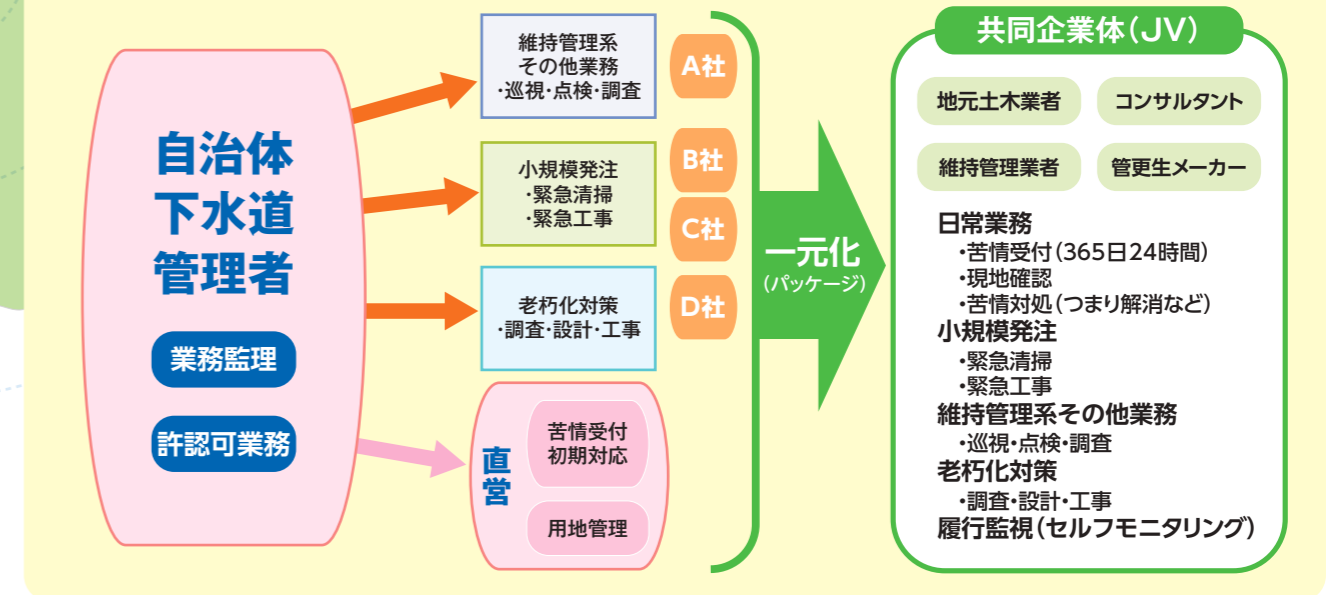 自治体
下水道
管理者
業務監理
許認可業務
維持管理系
その他業務
・巡視・点検・調査
A社
小規模発注
・緊急清掃
・緊急工事
B社
C社
老朽化対策
・調査・設計・工事
D社
直営
苦情受付
初期対応
用地管理
一元化
（パッケージ）
共同企業体（JV）
地元土木業者
コンサルタント
維持管理業者
管更生メーカー
日常業務
・苦情受付（365日24時間）
・現地確認
・苦情対処（つまり解消など）
小規模発注
・緊急清掃
・緊急工事
維持管理系その他業務
・巡視・点検・調査
老朽化対策
・調査・設計・工事
履行監視（セルフモニタリング）